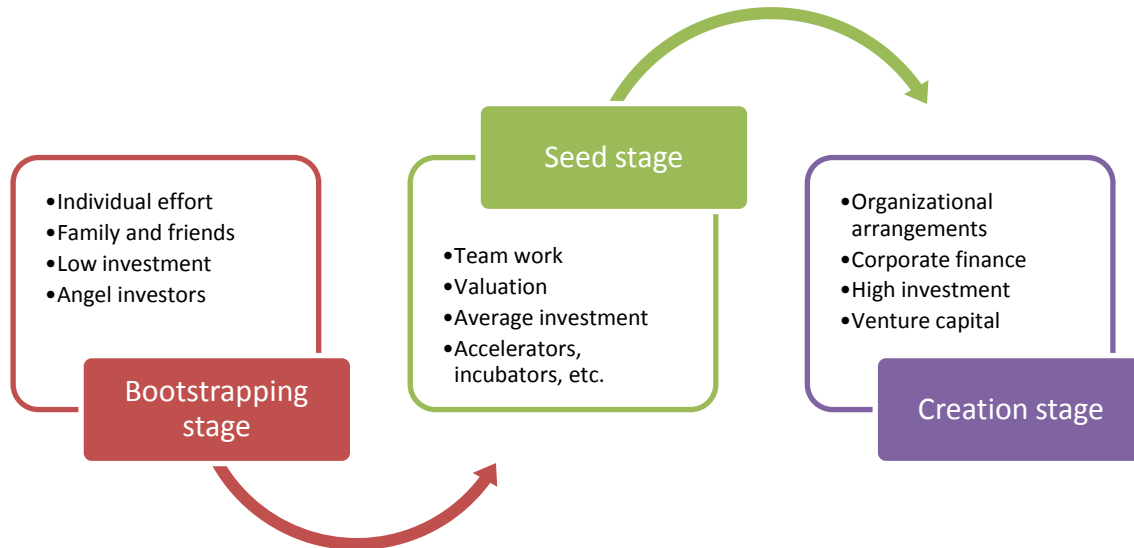 •Individual effort
•Family and friends
•Low investment
•Angel investors
Bootstrapping
stage
Seed stage
•Team work
•Valuation
•Average investment
•Accelerators,
incubators, etc.
•Organizational
arrangements
•Corporate finance
•High investment
•Venture capital
Creation stage